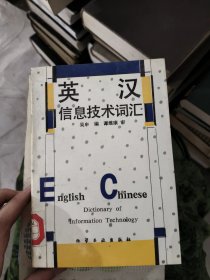 英 汉
信息技术词汇
English Chinese
Dictionary of
Information Technology